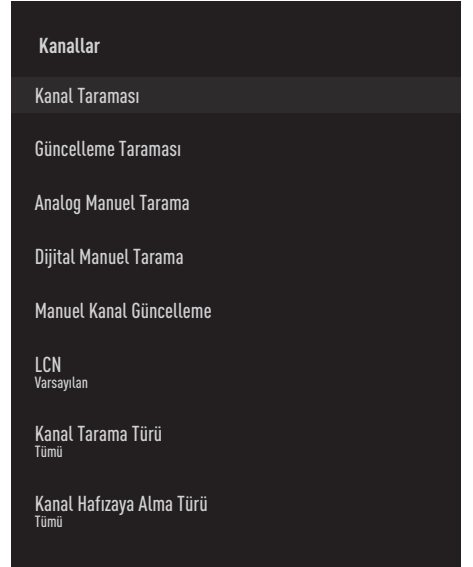 Kanallar
Kanal Taraması
Güncelleme Taraması
Analog Manuel Tarama
Dijital Manuel Tarama
Manuel Kanal Güncelleme
LCN
Varsayılan
Kanal Tarama Türü
Tümü
Kanal Hafızaya Alma Türü
Tümü